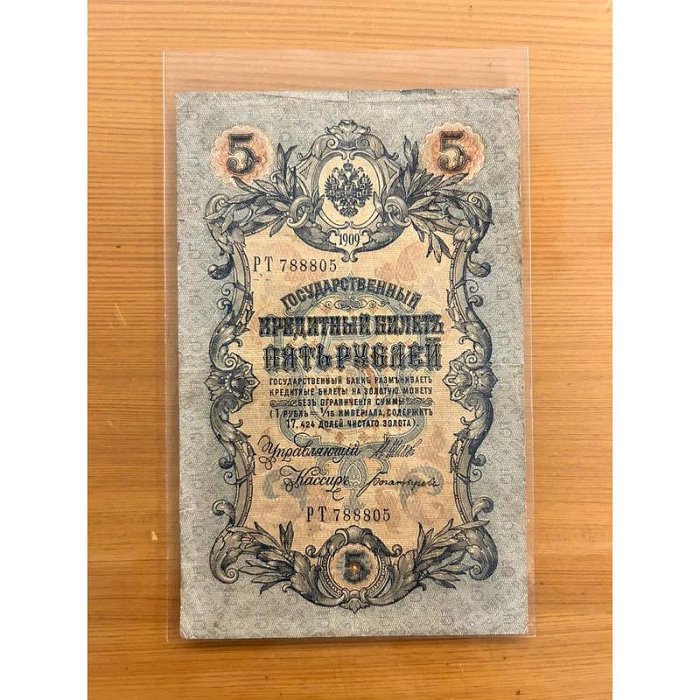 5 5
1909
РТ 788805
ГОСУДАРСТВЕННЫЙ
КРЕДИТНЫЙ БИЛЕТЪ
ПЯТЬ РУБЛЕЙ
ГОСУДАРСТВЕННЫЙ БАНКЪ РАЗМѢНИВАЕТЪ
КРЕДИТНЫЕ БИЛЕТЫ НА ЗОЛОТУЮ МОНЕТУ
БЕЗЪ ОГРАНИЧЕНІЯ СУММЫ
(1 РУБЛЬ = 1/15 ИМПЕРІАЛА, СОДЕРЖИТЪ
17,424 ДОЛЕЙ ЧИСТАГО ЗОЛОТА).
Управляющій
Кассиръ
РТ 788805
5